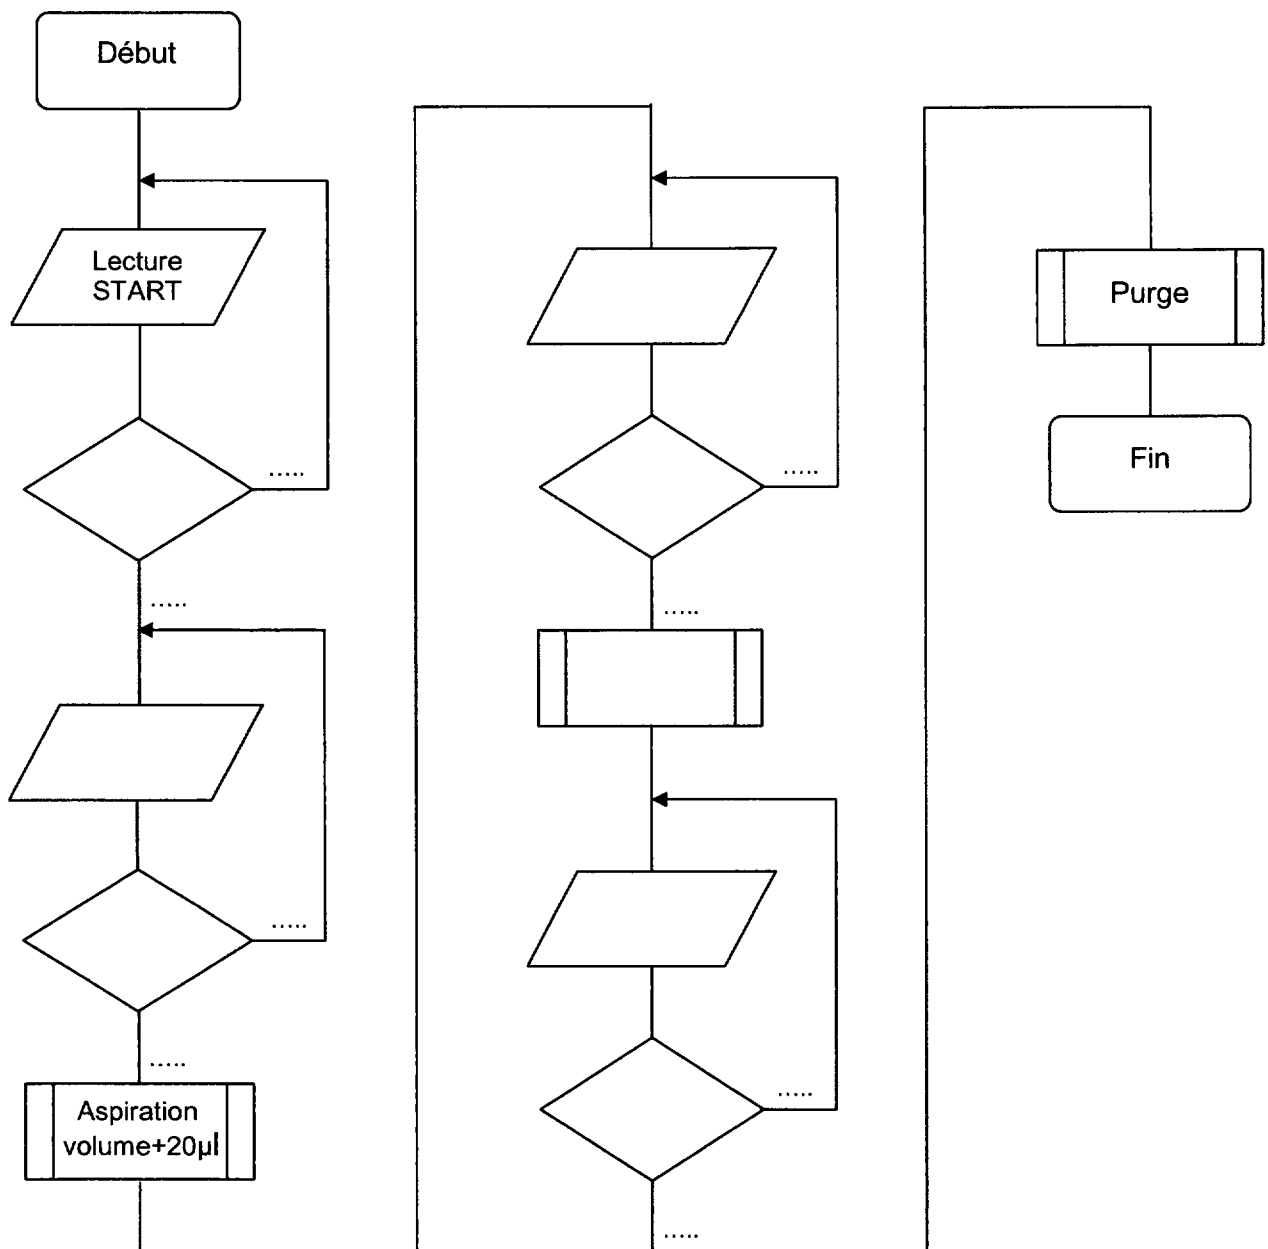 Début
Lecture
START
.....
.....
.....
.....
Aspiration
volume+20µl
.....
.....
.....
.....
Purge
Fin